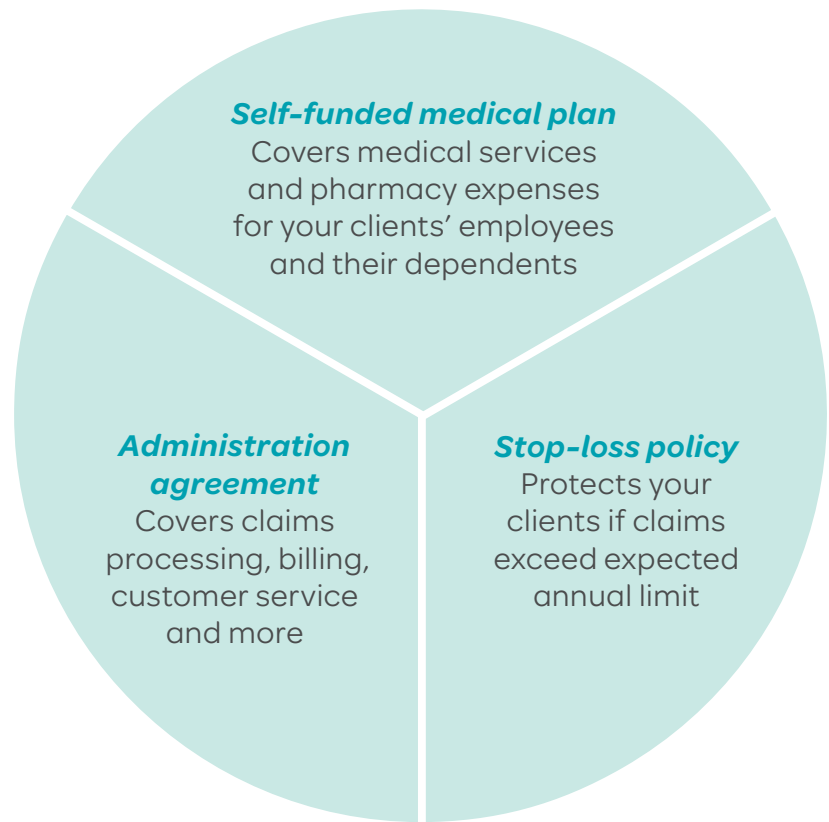 Self-funded medical plan
Covers medical services
and pharmacy expenses
for your clients’ employees
and their dependents
Administration
agreement
Covers claims
processing, billing,
customer service
and more
Stop-loss policy
Protects your
clients if claims
exceed expected
annual limit